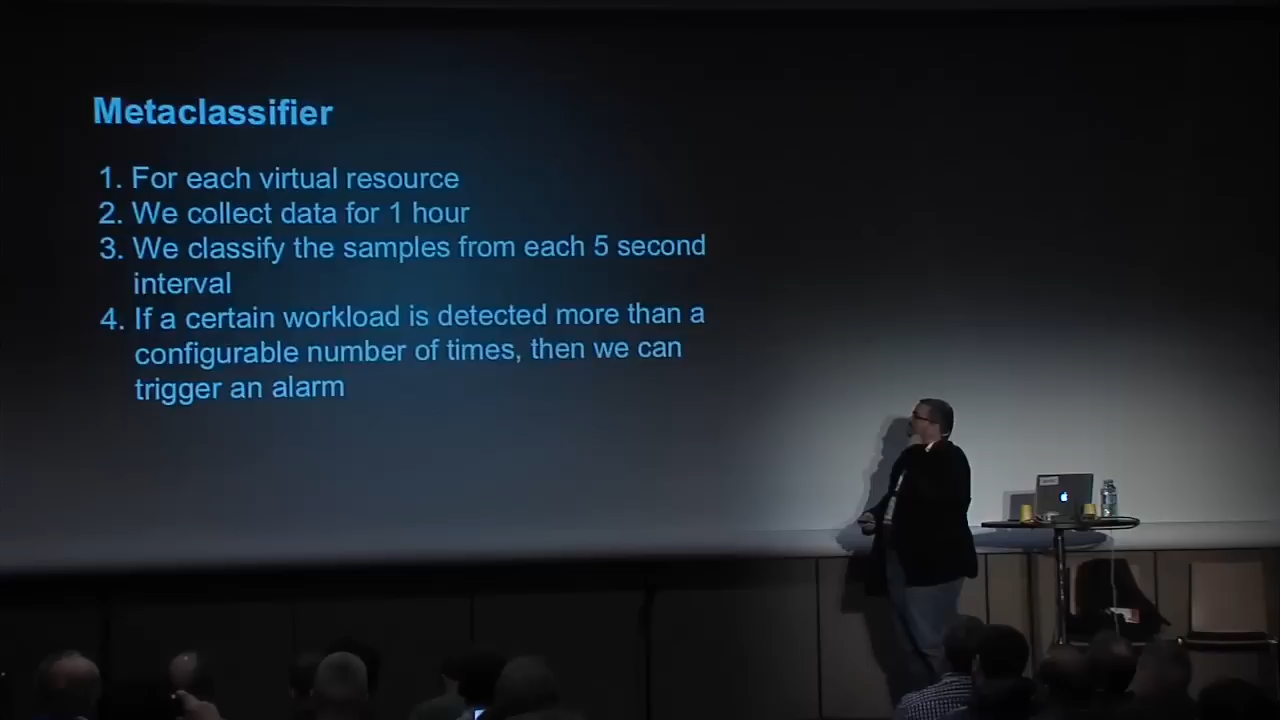 Metaclassifier
1. For each virtual resource
2. We collect data for 1 hour
3. We classify the samples from each 5 second
interval
4. If a certain workload is detected more than a
configurable number of times, then we can
trigger an alarm